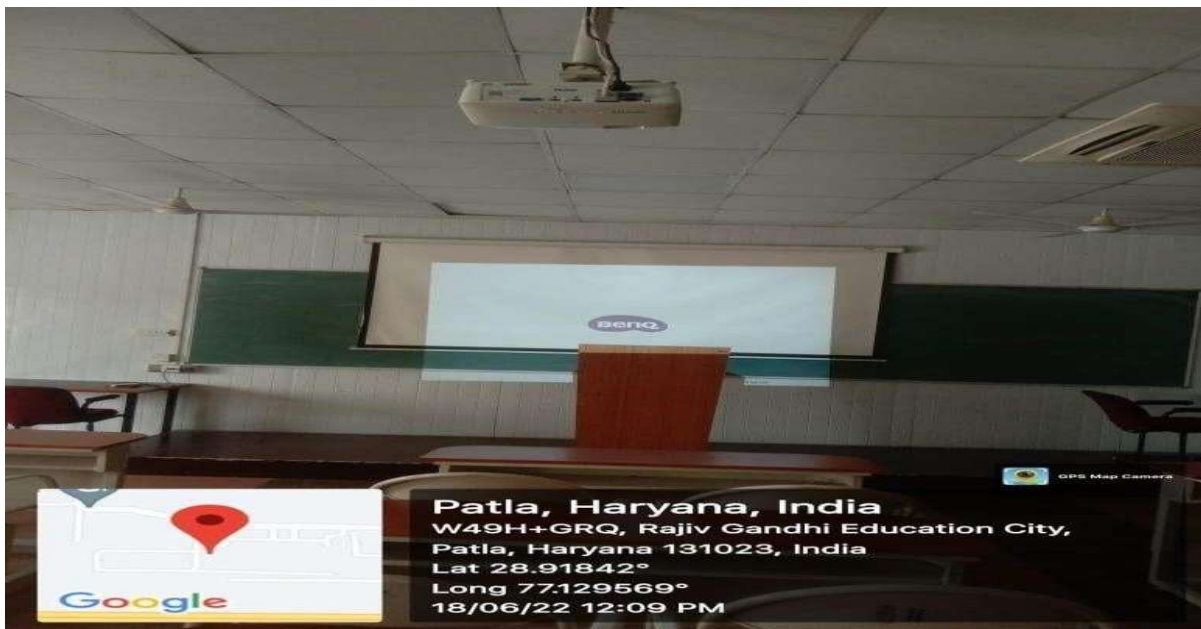 BenQ
GPS Map Camera
Patla, Haryana, India
W49H+GRQ, Rajiv Gandhi Education City,
Patla, Haryana 131023, India
Lat 28.91842°
Long 77.129569°
18/06/22 12:09 PM
Google